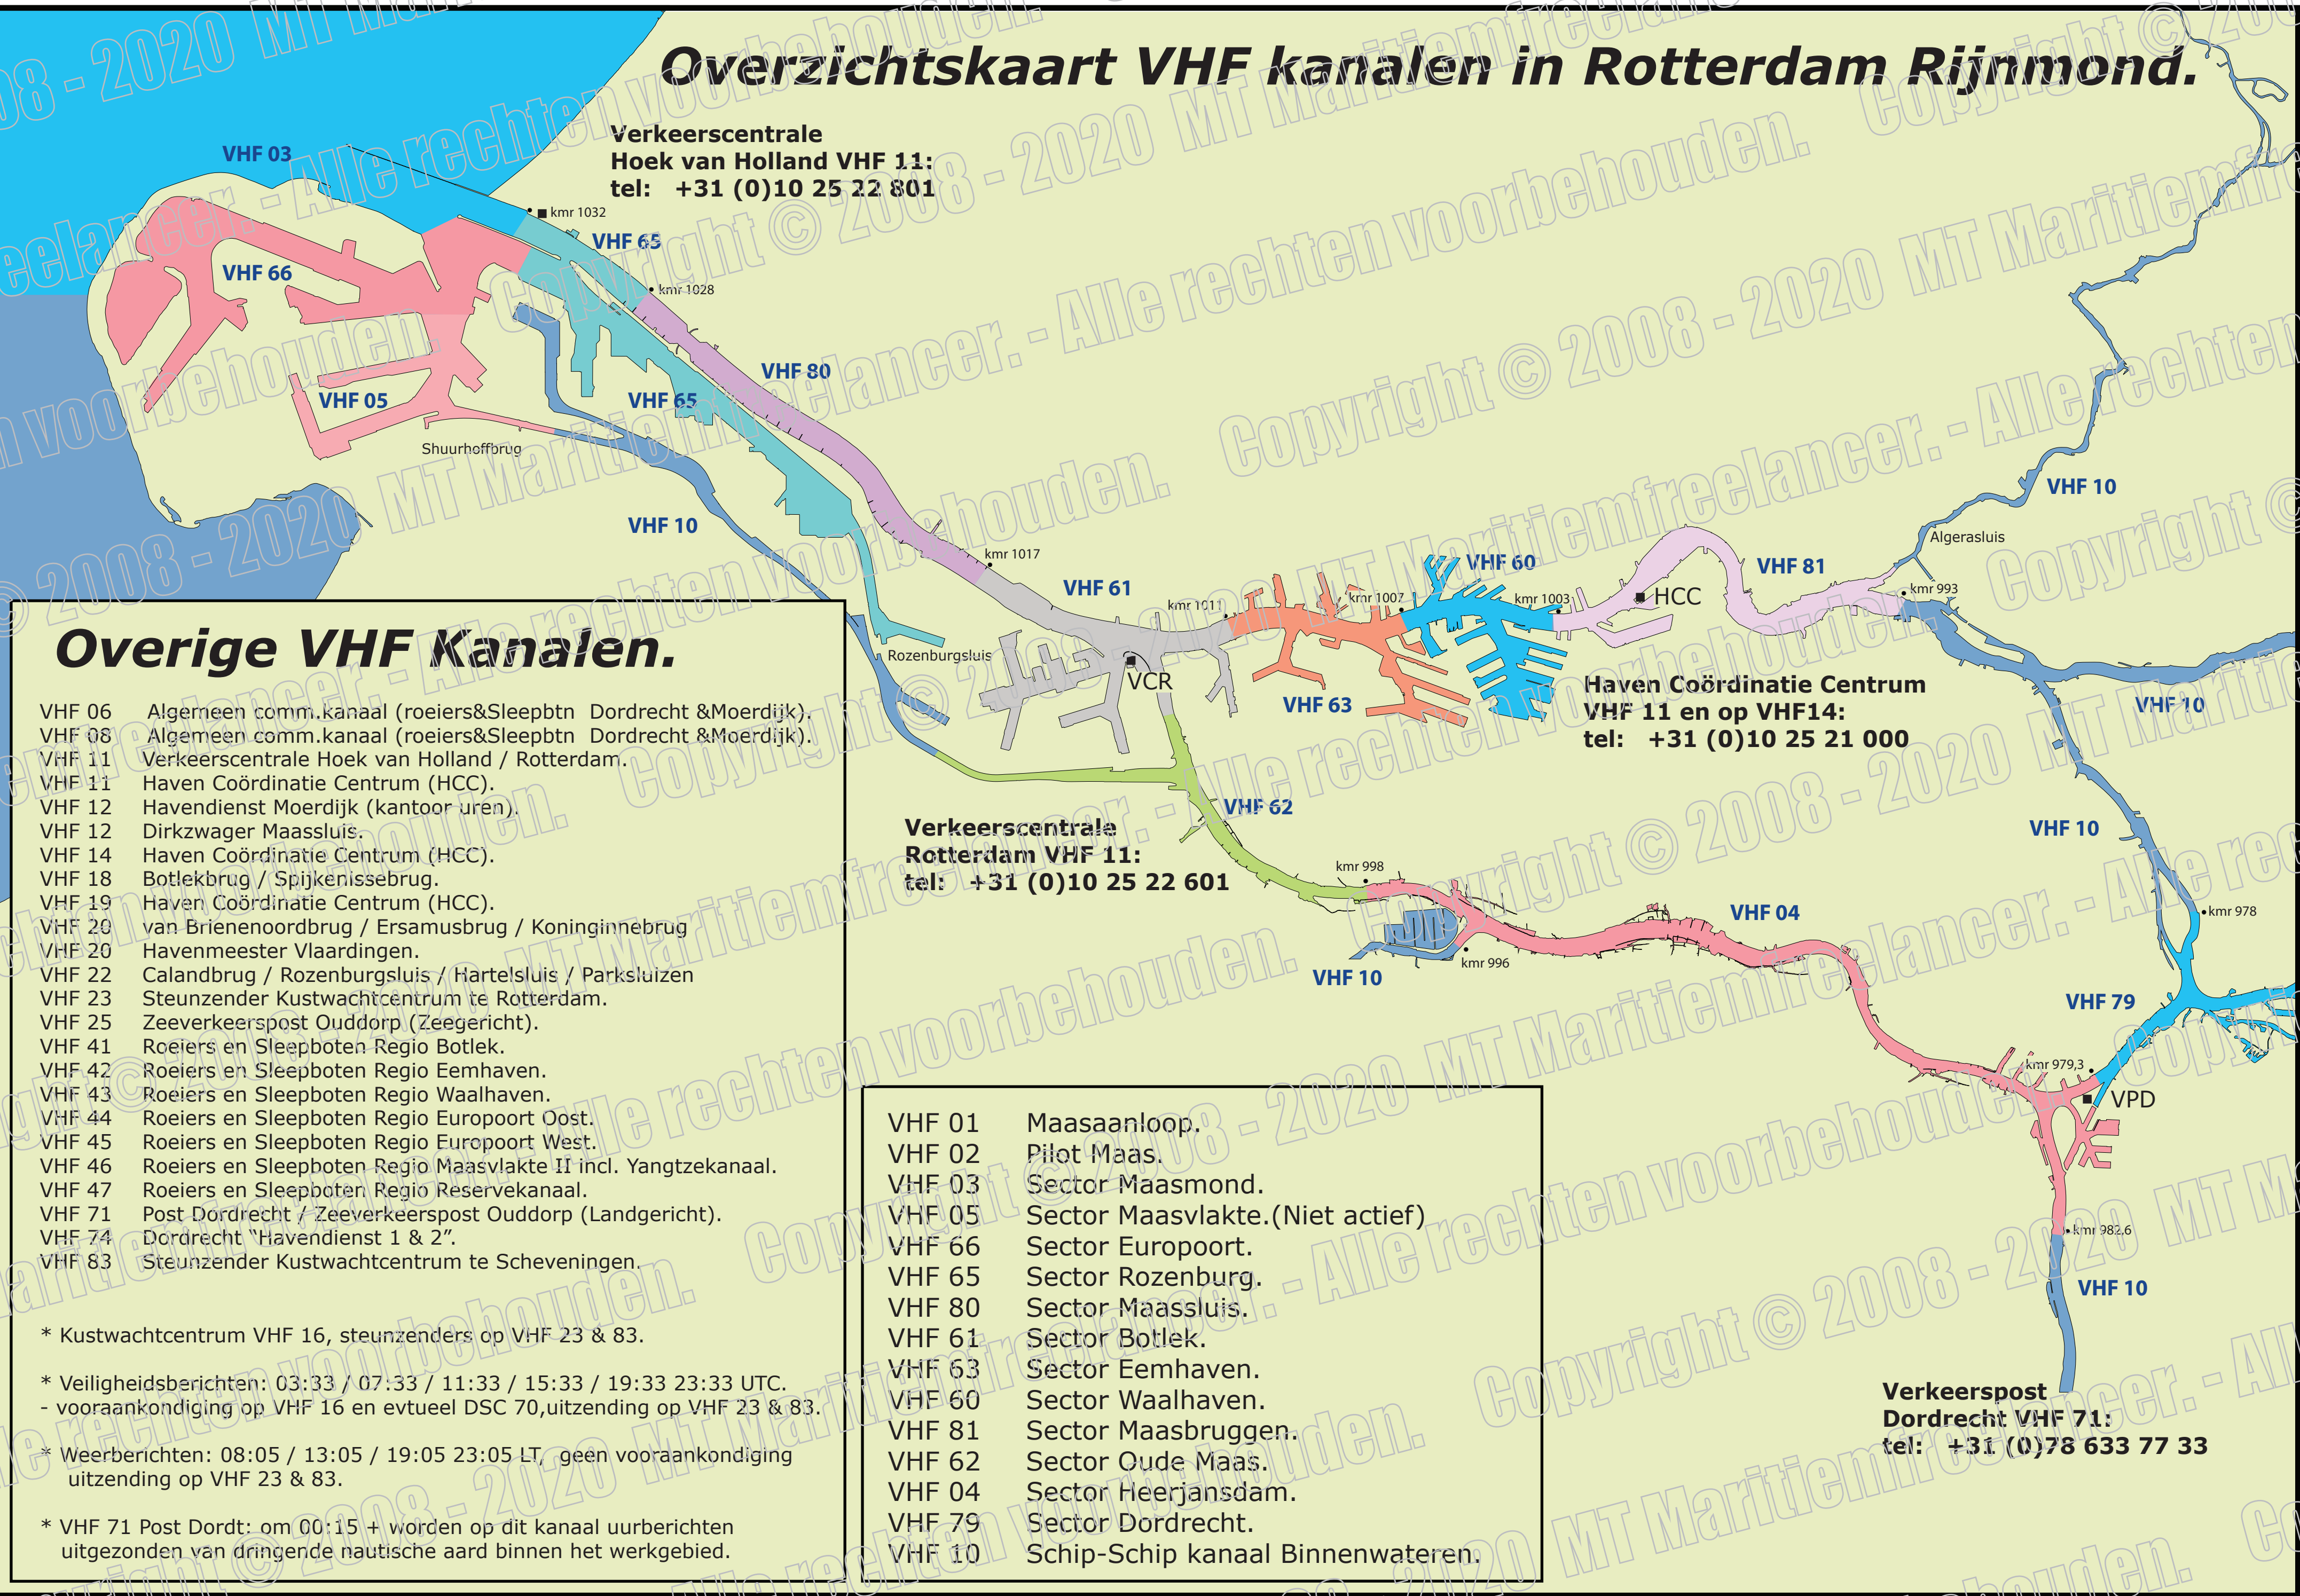 Overzichtskaart VHF kanalen in Rotterdam Rijnmond.
Verkeerscentrale
Hoek van Holland VHF 11:
tel: +31 (0)10 25 22 801
VHF 03
kmr 1032
VHF 65
VHF 66
kmr 1028
VHF 80
VHF 05
VHF 65
Shuurhoffbrug
VHF 10
VHF 10
Algerasluis
kmr 1017
VHF 61
VHF 60
VHF 81
kmr 1011
kmr 1007
kmr 1003
HCC
kmr 993
Rozenburgsluis
VCR
VHF 63
Haven Coördinatie Centrum
VHF 11 en op VHF14:
tel: +31 (0)10 25 21 000
VHF 10
VHF 62
VHF 10
Verkeerscentrale
Rotterdam VHF 11:
tel: +31 (0)10 25 22 601
kmr 998
VHF 04
kmr 978
kmr 996
VHF 10
VHF 79
kmr 979,3
VPD
kmr 982,6
VHF 10
Verkeerspost
Dordrecht VHF 71:
tel: +31 (0)78 633 77 33
Overige VHF Kanalen.
VHF 06 Algemeen comm.kanaal (roeiers&Sleepbtn Dordrecht &Moerdijk).
VHF 08 Algemeen comm.kanaal (roeiers&Sleepbtn Dordrecht &Moerdijk).
VHF 11 Verkeerscentrale Hoek van Holland / Rotterdam.
VHF 11 Haven Coördinatie Centrum (HCC).
VHF 12 Havendienst Moerdijk (kantoor uren).
VHF 12 Dirkzwager Maassluis.
VHF 14 Haven Coördinatie Centrum (HCC).
VHF 18 Botlekbrug / Spijkenissebrug.
VHF 19 Haven Coördinatie Centrum (HCC).
VHF 20 van Brienenoordbrug / Ersamusbrug / Koninginnebrug
VHF 20 Havenmeester Vlaardingen.
VHF 22 Calandbrug / Rozenburgsluis / Hartelsluis / Parksluizen
VHF 23 Steunzender Kustwachtcentrum te Rotterdam.
VHF 25 Zeeverkeerspost Ouddorp (Zeegericht).
VHF 41 Roeiers en Sleepboten Regio Botlek.
VHF 42 Roeiers en Sleepboten Regio Eemhaven.
VHF 43 Roeiers en Sleepboten Regio Waalhaven.
VHF 44 Roeiers en Sleepboten Regio Europoort Oost.
VHF 45 Roeiers en Sleepboten Regio Europoort West.
VHF 46 Roeiers en Sleepboten Regio Maasvlakte II incl. Yangtzekanaal.
VHF 47 Roeiers en Sleepboten Regio Reservekanaal.
VHF 71 Post Dordrecht / Zeeverkeerspost Ouddorp (Landgericht).
VHF 74 Dordrecht “Havendienst 1 & 2”.
VHF 83 Steunzender Kustwachtcentrum te Scheveningen.
* Kustwachtcentrum VHF 16, steunzenders op VHF 23 & 83.
* Veiligheidsberichten: 03:33 / 07:33 / 11:33 / 15:33 / 19:33 23:33 UTC.
- vooraankondiging op VHF 16 en evtueel DSC 70,uitzending op VHF 23 & 83.
* Weerberichten: 08:05 / 13:05 / 19:05 23:05 LT, geen vooraankondiging
uitzending op VHF 23 & 83.
* VHF 71 Post Dordt: om 00:15 + worden op dit kanaal uurberichten
uitgezonden van dringende nautische aard binnen het werkgebied.
VHF 01 Maasaanloop.
VHF 02 Pilot Maas.
VHF 03 Sector Maasmond.
VHF 05 Sector Maasvlakte.(Niet actief)
VHF 66 Sector Europoort.
VHF 65 Sector Rozenburg.
VHF 80 Sector Maassluis.
VHF 61 Sector Botlek.
VHF 63 Sector Eemhaven.
VHF 60 Sector Waalhaven.
VHF 81 Sector Maasbruggen.
VHF 62 Sector Oude Maas.
VHF 04 Sector Heerjansdam.
VHF 79 Sector Dordrecht.
VHF 10 Schip-Schip kanaal Binnenwateren.
Copyright © 2008 - 2020 MT Maritiemfreelancer. - Alle rechten voorbehouden.